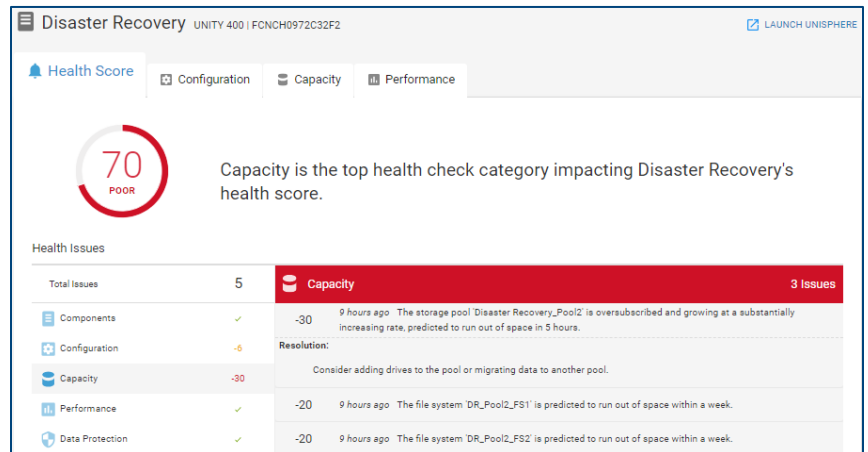 Disaster Recovery UNITY 400 | FCNCH0972C32F2
LAUNCH UNISPHERE
Health Score
Configuration
Capacity
Performance
70
POOR
Capacity is the top health check category impacting Disaster Recovery's
health score.
Health Issues
Total Issues 5
Components
Configuration -6
Capacity -30
Performance
Data Protection
Capacity 3 Issues
-30 9 hours ago The storage pool 'Disaster Recovery_Pool2' is oversubscribed and growing at a substantially
increasing rate, predicted to run out of space in 5 hours.
Resolution:
Consider adding drives to the pool or migrating data to another pool.
-20 9 hours ago The file system 'DR_Pool2_FS1' is predicted to run out of space within a week.
-20 9 hours ago The file system 'DR_Pool2_FS2' is predicted to run out of space within a week.